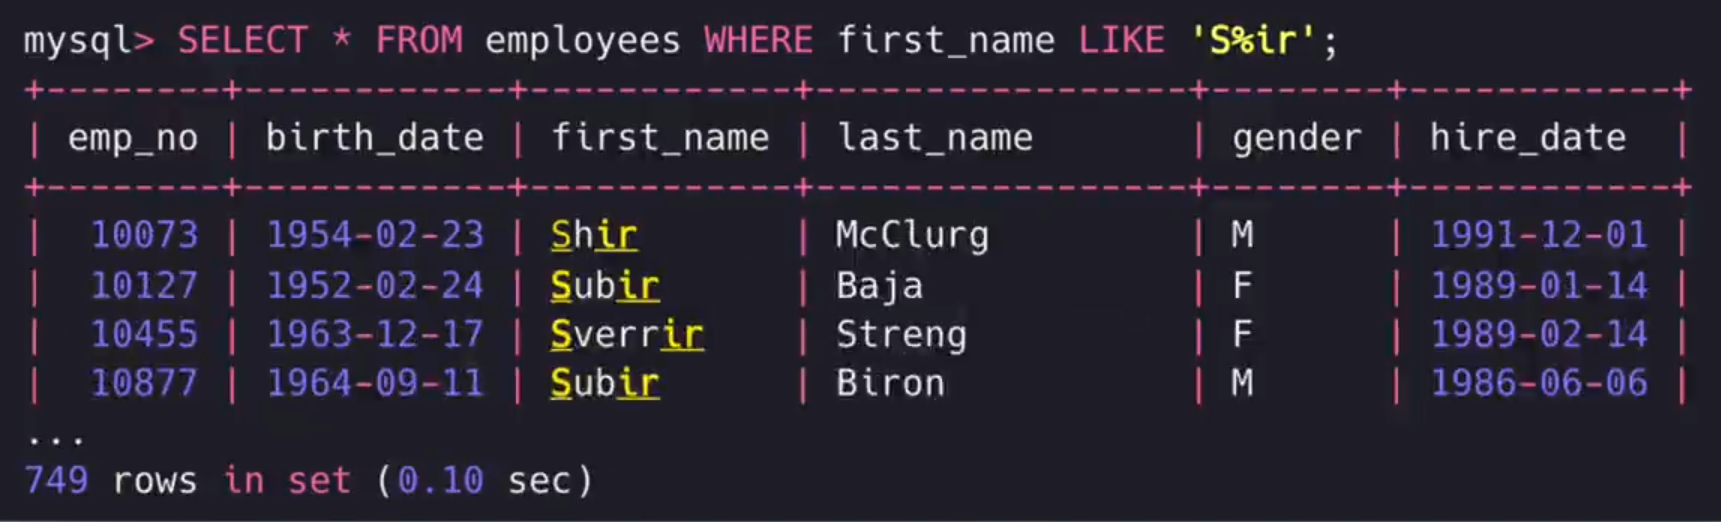 mysql> SELECT * FROM employees WHERE first_name LIKE 'S%ir';
+--------+------------+------------+-----------------+--------+------------+
| emp_no | birth_date | first_name | last_name       | gender | hire_date  |
+--------+------------+------------+-----------------+--------+------------+
|  10073 | 1954-02-23 | Shir       | McClurg         | M      | 1991-12-01 |
|  10127 | 1952-02-24 | Subir      | Baja            | F      | 1989-01-14 |
|  10455 | 1963-12-17 | Sverrir    | Streng          | F      | 1989-02-14 |
|  10877 | 1964-09-11 | Subir      | Biron           | M      | 1986-06-06 |
...
749 rows in set (0.10 sec)